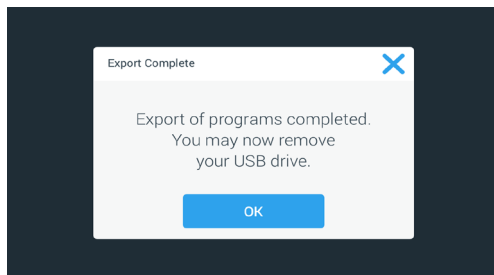 Export Complete
Export of programs completed.
You may now remove
your USB drive.
OK